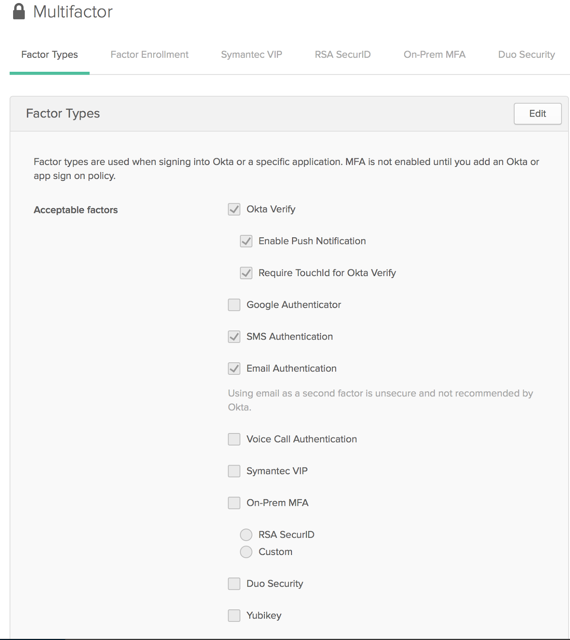 Multifactor
Factor Types
Factor Enrollment
Symantec VIP
RSA SecurID
On-Prem MFA
Duo Security
Factor Types
Edit
Factor types are used when signing into Okta or a specific application. MFA is not enabled until you add an Okta or
app sign on policy.
Acceptable factors
Okta Verify
Enable Push Notification
Require TouchId for Okta Verify
Google Authenticator
SMS Authentication
Email Authentication
Using email as a second factor is unsecure and not recommended by
Okta.
Voice Call Authentication
Symantec VIP
On-Prem MFA
RSA SecurID
Custom
Duo Security
Yubikey